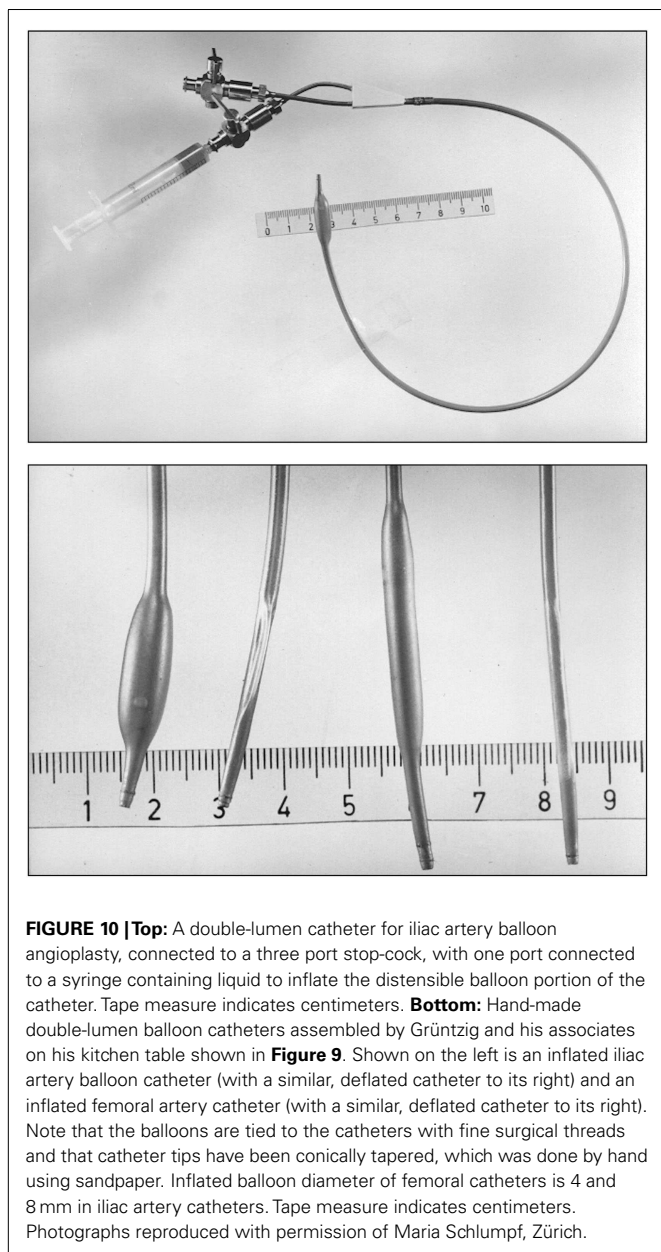 0 1 2 3 4 5 6 7 8 9 10
1 2 3 4 5 7 8 9
FIGURE 10 | Top: A double-lumen catheter for iliac artery balloon
angioplasty, connected to a three port stop-cock, with one port connected
to a syringe containing liquid to inflate the distensible balloon portion of the
catheter. Tape measure indicates centimeters. Bottom: Hand-made
double-lumen balloon catheters assembled by Grüntzig and his associates
on his kitchen table shown in Figure 9. Shown on the left is an inflated iliac
artery balloon catheter (with a similar, deflated catheter to its right) and an
inflated femoral artery catheter (with a similar, deflated catheter to its right).
Note that the balloons are tied to the catheters with fine surgical threads
and that catheter tips have been conically tapered, which was done by hand
using sandpaper. Inflated balloon diameter of femoral catheters is 4 and
8 mm in iliac artery catheters. Tape measure indicates centimeters.
Photographs reproduced with permission of Maria Schlumpf, Zürich.